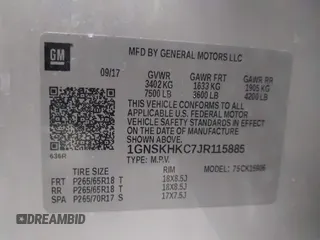 GM
MFD BY GENERAL MOTORS LLC
09/17
GVWR GAWR FRT GAWR RR
3402 KG 1633 KG 1905 KG
7500 LB 3600 LB 4200 LB
THIS VEHICLE CONFORMS TO ALL
APPLICABLE U.S. FEDERAL MOTOR
VEHICLE SAFETY AND THEFT
PREVENTION STANDARDS IN EFFECT ON
THE DATE OF MANUFACTURE SHOWN ABOVE.
1GNSKHKC7JR115885
TYPE: M.P.V. MODEL:
TIRE SIZE RIM
FRT P265/65R18 T 18X8.5J
RR P265/65R18 T 18X8.5J
SPA P265/70R17 S 17X7.5J
DREAMBID